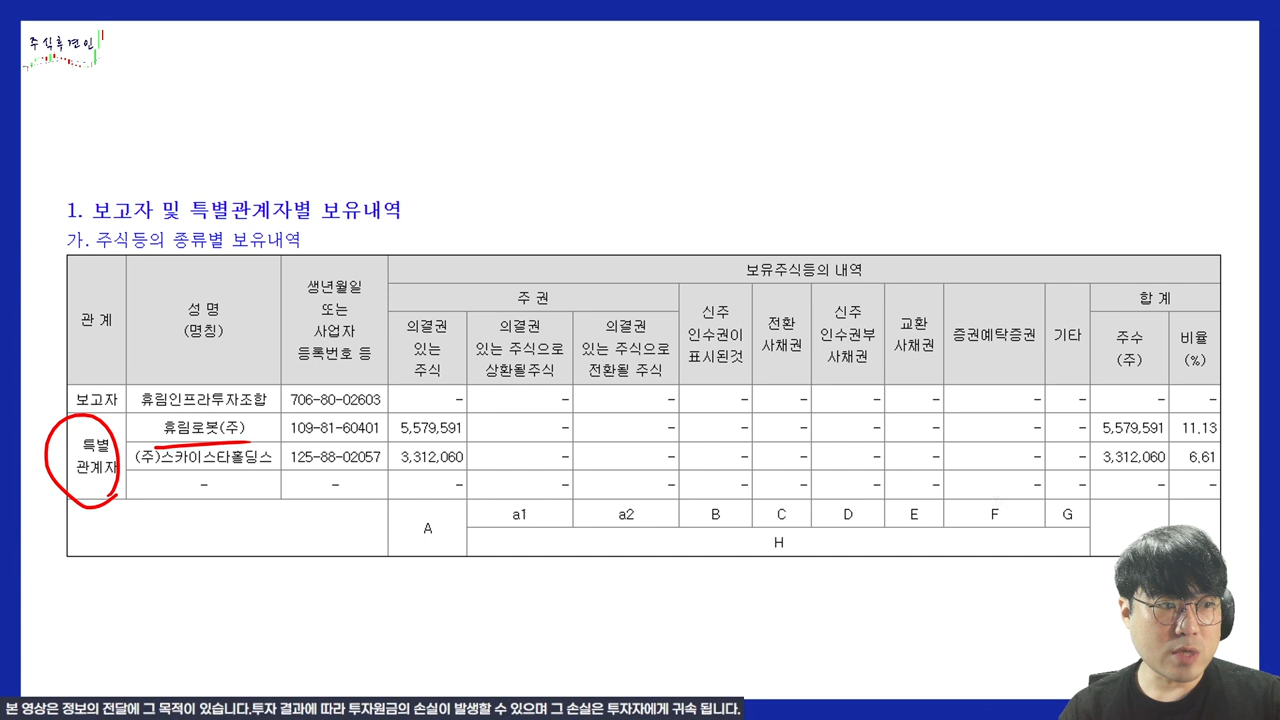 주식후견인
1. 보고자 및 특별관계자별 보유내역
가. 주식등의 종류별 보유내역
관 계
성 명
(명칭)
생년월일
또는
사업자
등록번호 등
보유주식등의 내역
주 권
의결권
있는
주식
의결권
있는 주식으로
상환될주식
의결권
있는 주식으로
전환될 주식
신주
인수권이
표시된것
전환
사채권
신주
인수권부
사채권
교환
사채권
증권예탁증권
기타
합 계
주수
(주)
비율
(%)
보고자 휴림인프라투자조합 706-80-02603 - - - - - - - - - - -
특별
관계자
휴림로봇(주) 109-81-60401 5,579,591 - - - - - - - - 5,579,591 11.13
(주)스카이스타홀딩스 125-88-02057 3,312,060 - - - - - - - - 3,312,060 6.61
- - - - - - - - - - - - -
A a1 a2 B C D E F G
H
본 영상은 정보의 전달에 그 목적이 있습니다.투자 결과에 따라 투자원금의 손실이 발생할 수 있으며 그 손실은 투자자에게 귀속 됩니다.